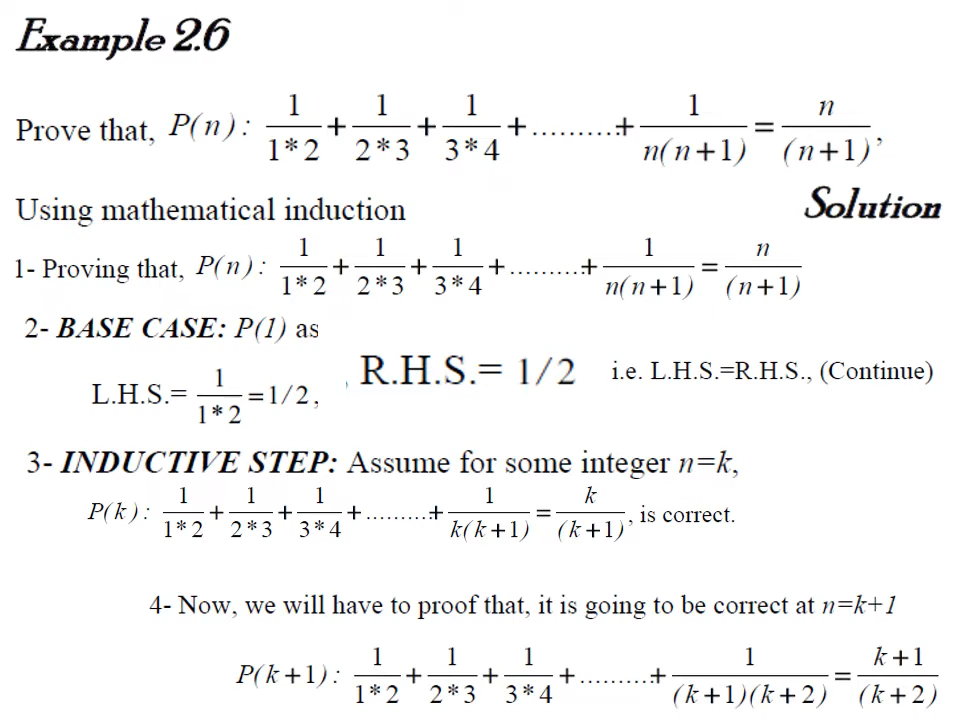 Example 2.6
Prove that, P(n): 1/(1*2) + 1/(2*3) + 1/(3*4) + .......... + 1/(n(n+1)) = n/((n+1)),
Using mathematical induction
Solution
1- Proving that, P(n): 1/(1*2) + 1/(2*3) + 1/(3*4) + .......... + 1/(n(n+1)) = n/((n+1))
2- BASE CASE: P(1) as
L.H.S.= 1/(1*2) =1/2, , R.H.S.= 1/2 i.e. L.H.S.=R.H.S., (Continue)
3- INDUCTIVE STEP: Assume for some integer n=k,
P(k): 1/(1*2) + 1/(2*3) + 1/(3*4) + .......... + 1/(k(k+1)) = k/((k+1)), is correct.
4- Now, we will have to proof that, it is going to be correct at n=k+1
P(k+1): 1/(1*2) + 1/(2*3) + 1/(3*4) + .......... + 1/((k+1)(k+2)) = k+1/((k+2))